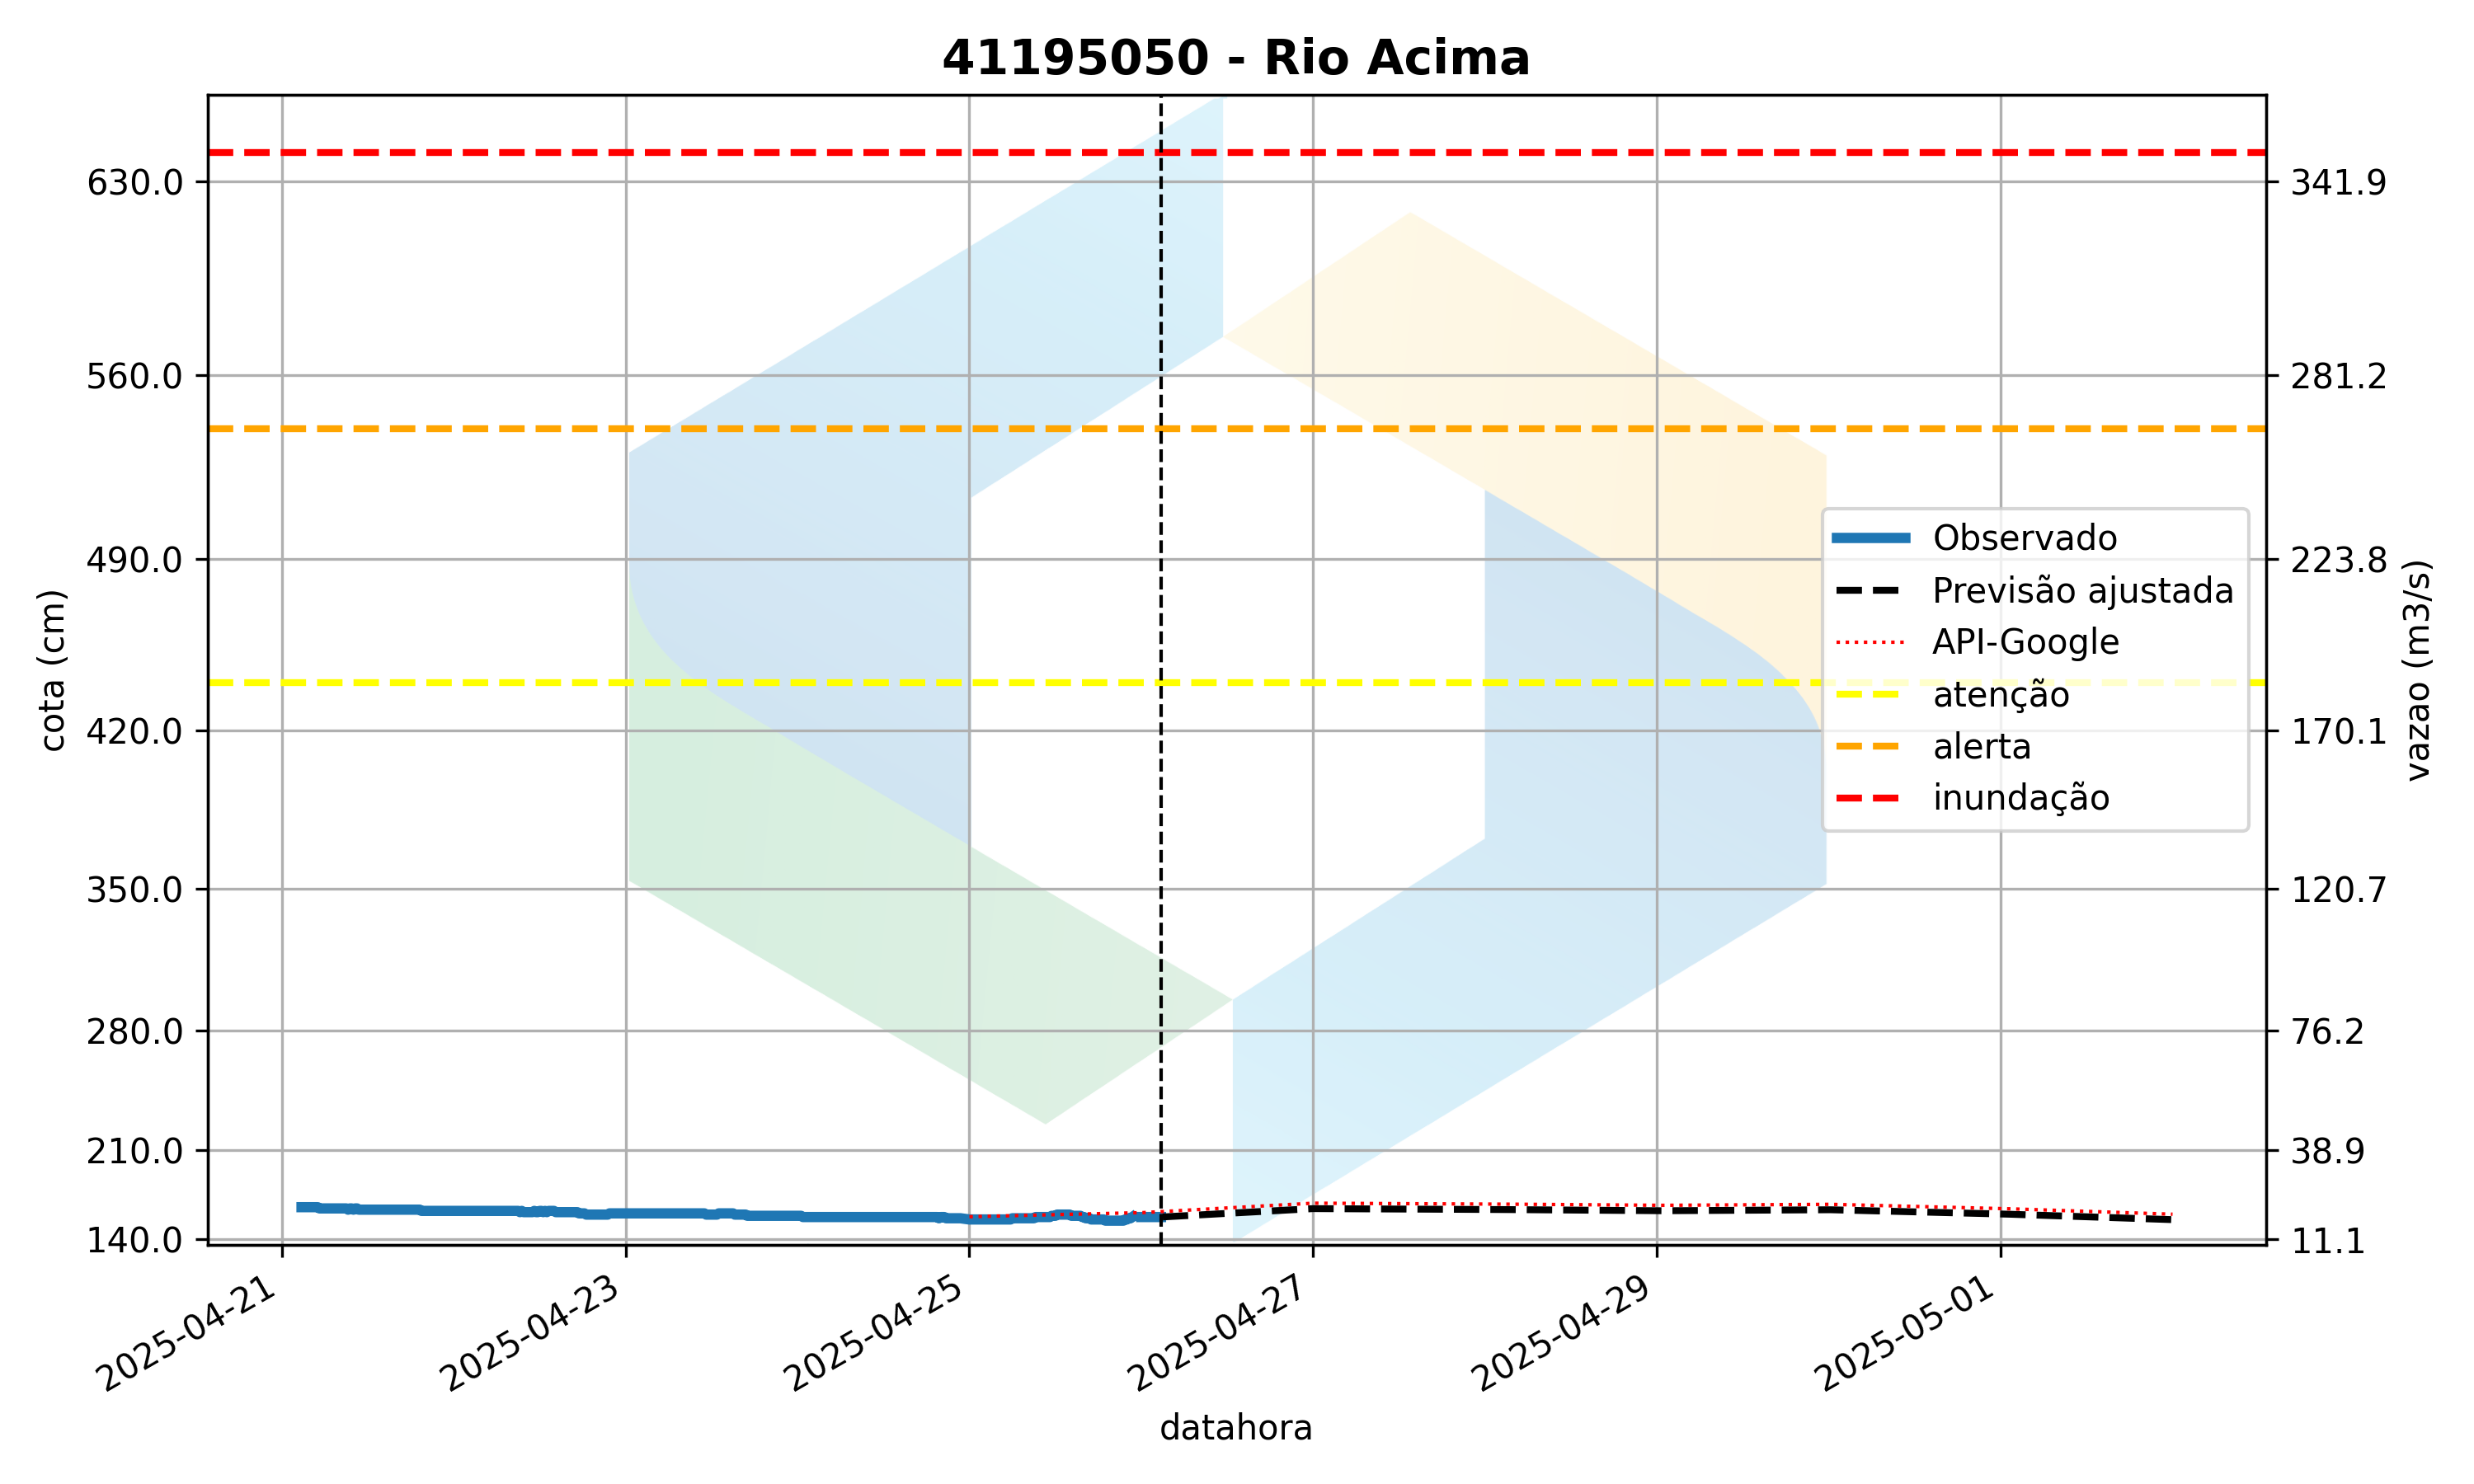 41195050 - Rio Acima
cota (cm)
630.0
560.0
490.0
420.0
350.0
280.0
210.0
140.0
341.9
281.2
223.8
170.1
120.7
76.2
38.9
11.1
vazao (m3/s)
Observado
Previsão ajustada
API-Google
atenção
alerta
inundação
2025-04-21
2025-04-23
2025-04-25
2025-04-27
2025-04-29
2025-05-01
datahora